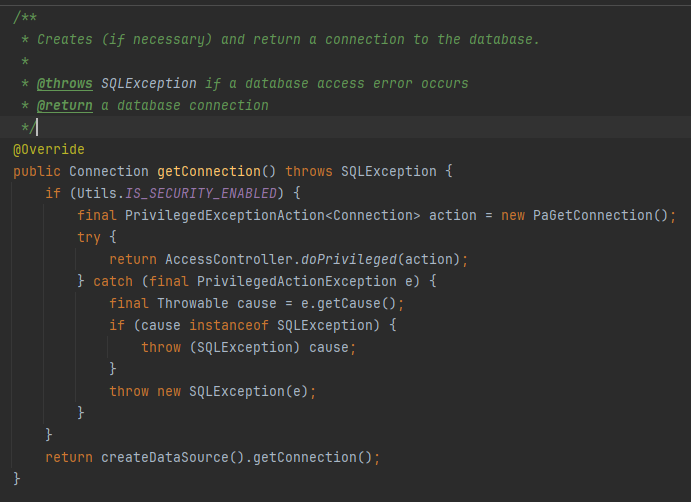 /**
 * Creates (if necessary) and return a connection to the database.
 *
 * @throws SQLException if a database access error occurs
 * @return a database connection
 */
@Override
public Connection getConnection() throws SQLException {
    if (Utils.IS_SECURITY_ENABLED) {
        final PrivilegedExceptionAction<Connection> action = new PaGetConnection();
        try {
            return AccessController.doPrivileged(action);
        } catch (final PrivilegedActionException e) {
            final Throwable cause = e.getCause();
            if (cause instanceof SQLException) {
                throw (SQLException) cause;
            }
            throw new SQLException(e);
        }
    }
    return createDataSource().getConnection();
}